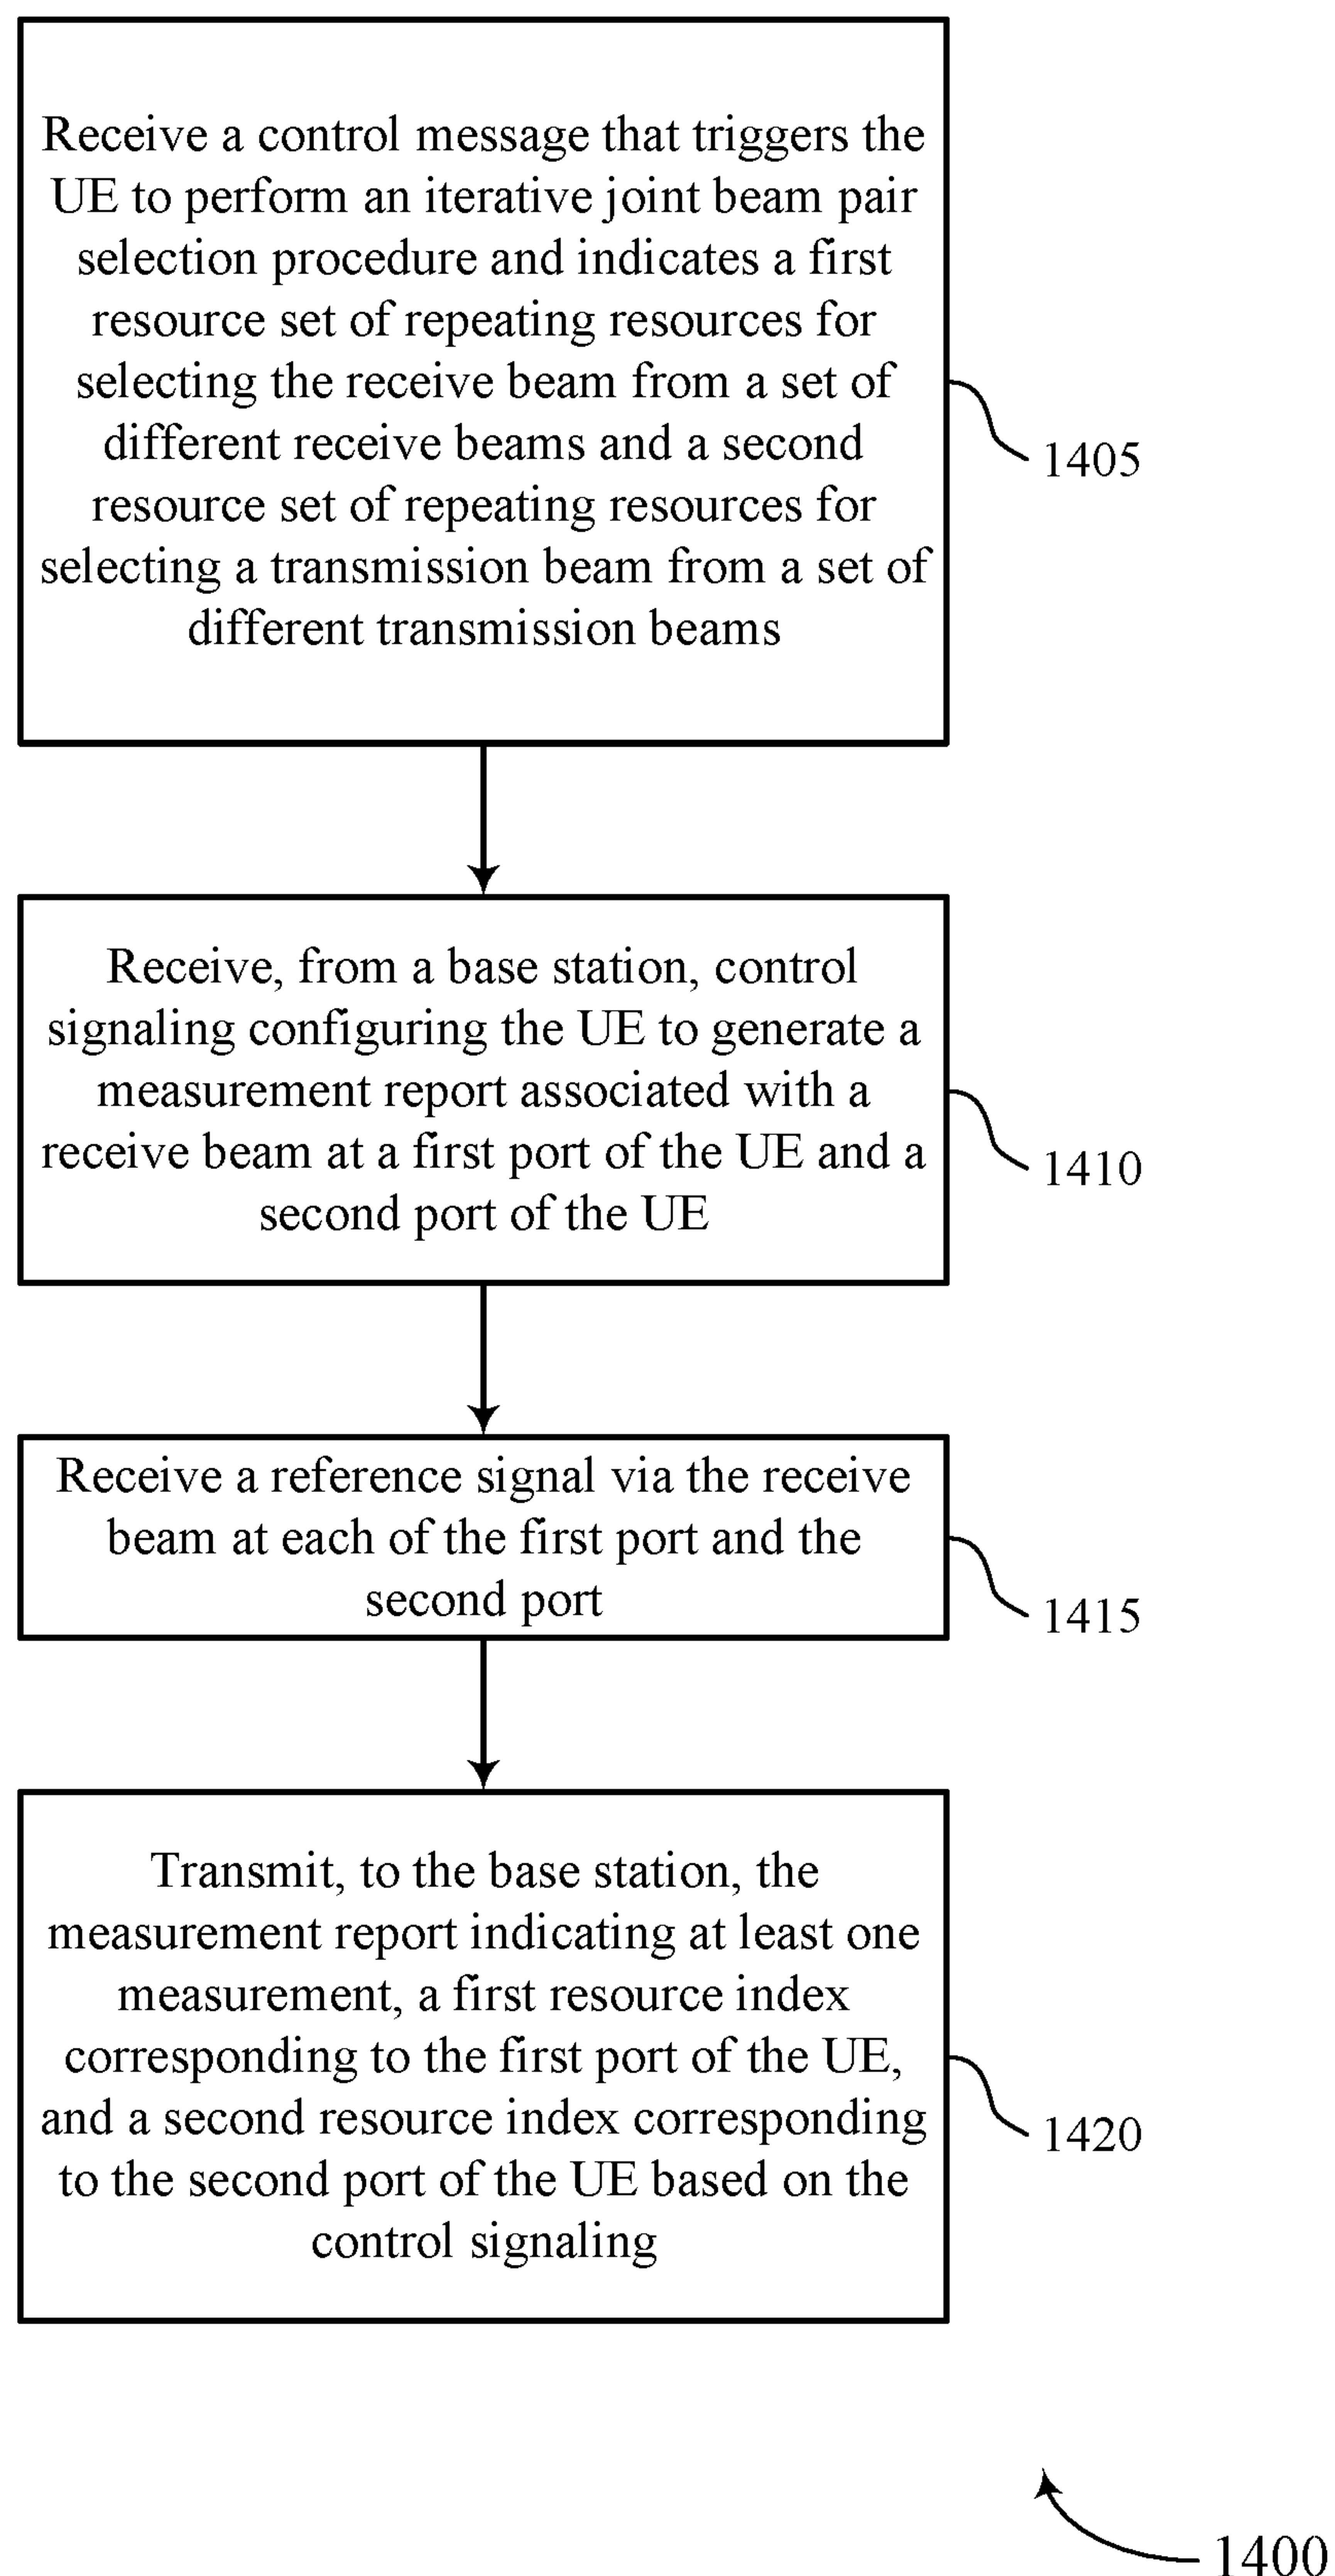 Receive a control message that triggers the
UE to perform an iterative joint beam pair
selection procedure and indicates a first
resource set of repeating resources for
selecting the receive beam from a set of
different receive beams and a second
resource set of repeating resources for
selecting a transmission beam from a set of
different transmission beams
1405
Receive, from a base station, control
signaling configuring the UE to generate a
measurement report associated with a
receive beam at a first port of the UE and a
second port of the UE
1410
Receive a reference signal via the receive
beam at each of the first port and the
second port
1415
Transmit, to the base station, the
measurement report indicating at least one
measurement, a first resource index
corresponding to the first port of the UE,
and a second resource index corresponding
to the second port of the UE based on the
control signaling
1420
1400